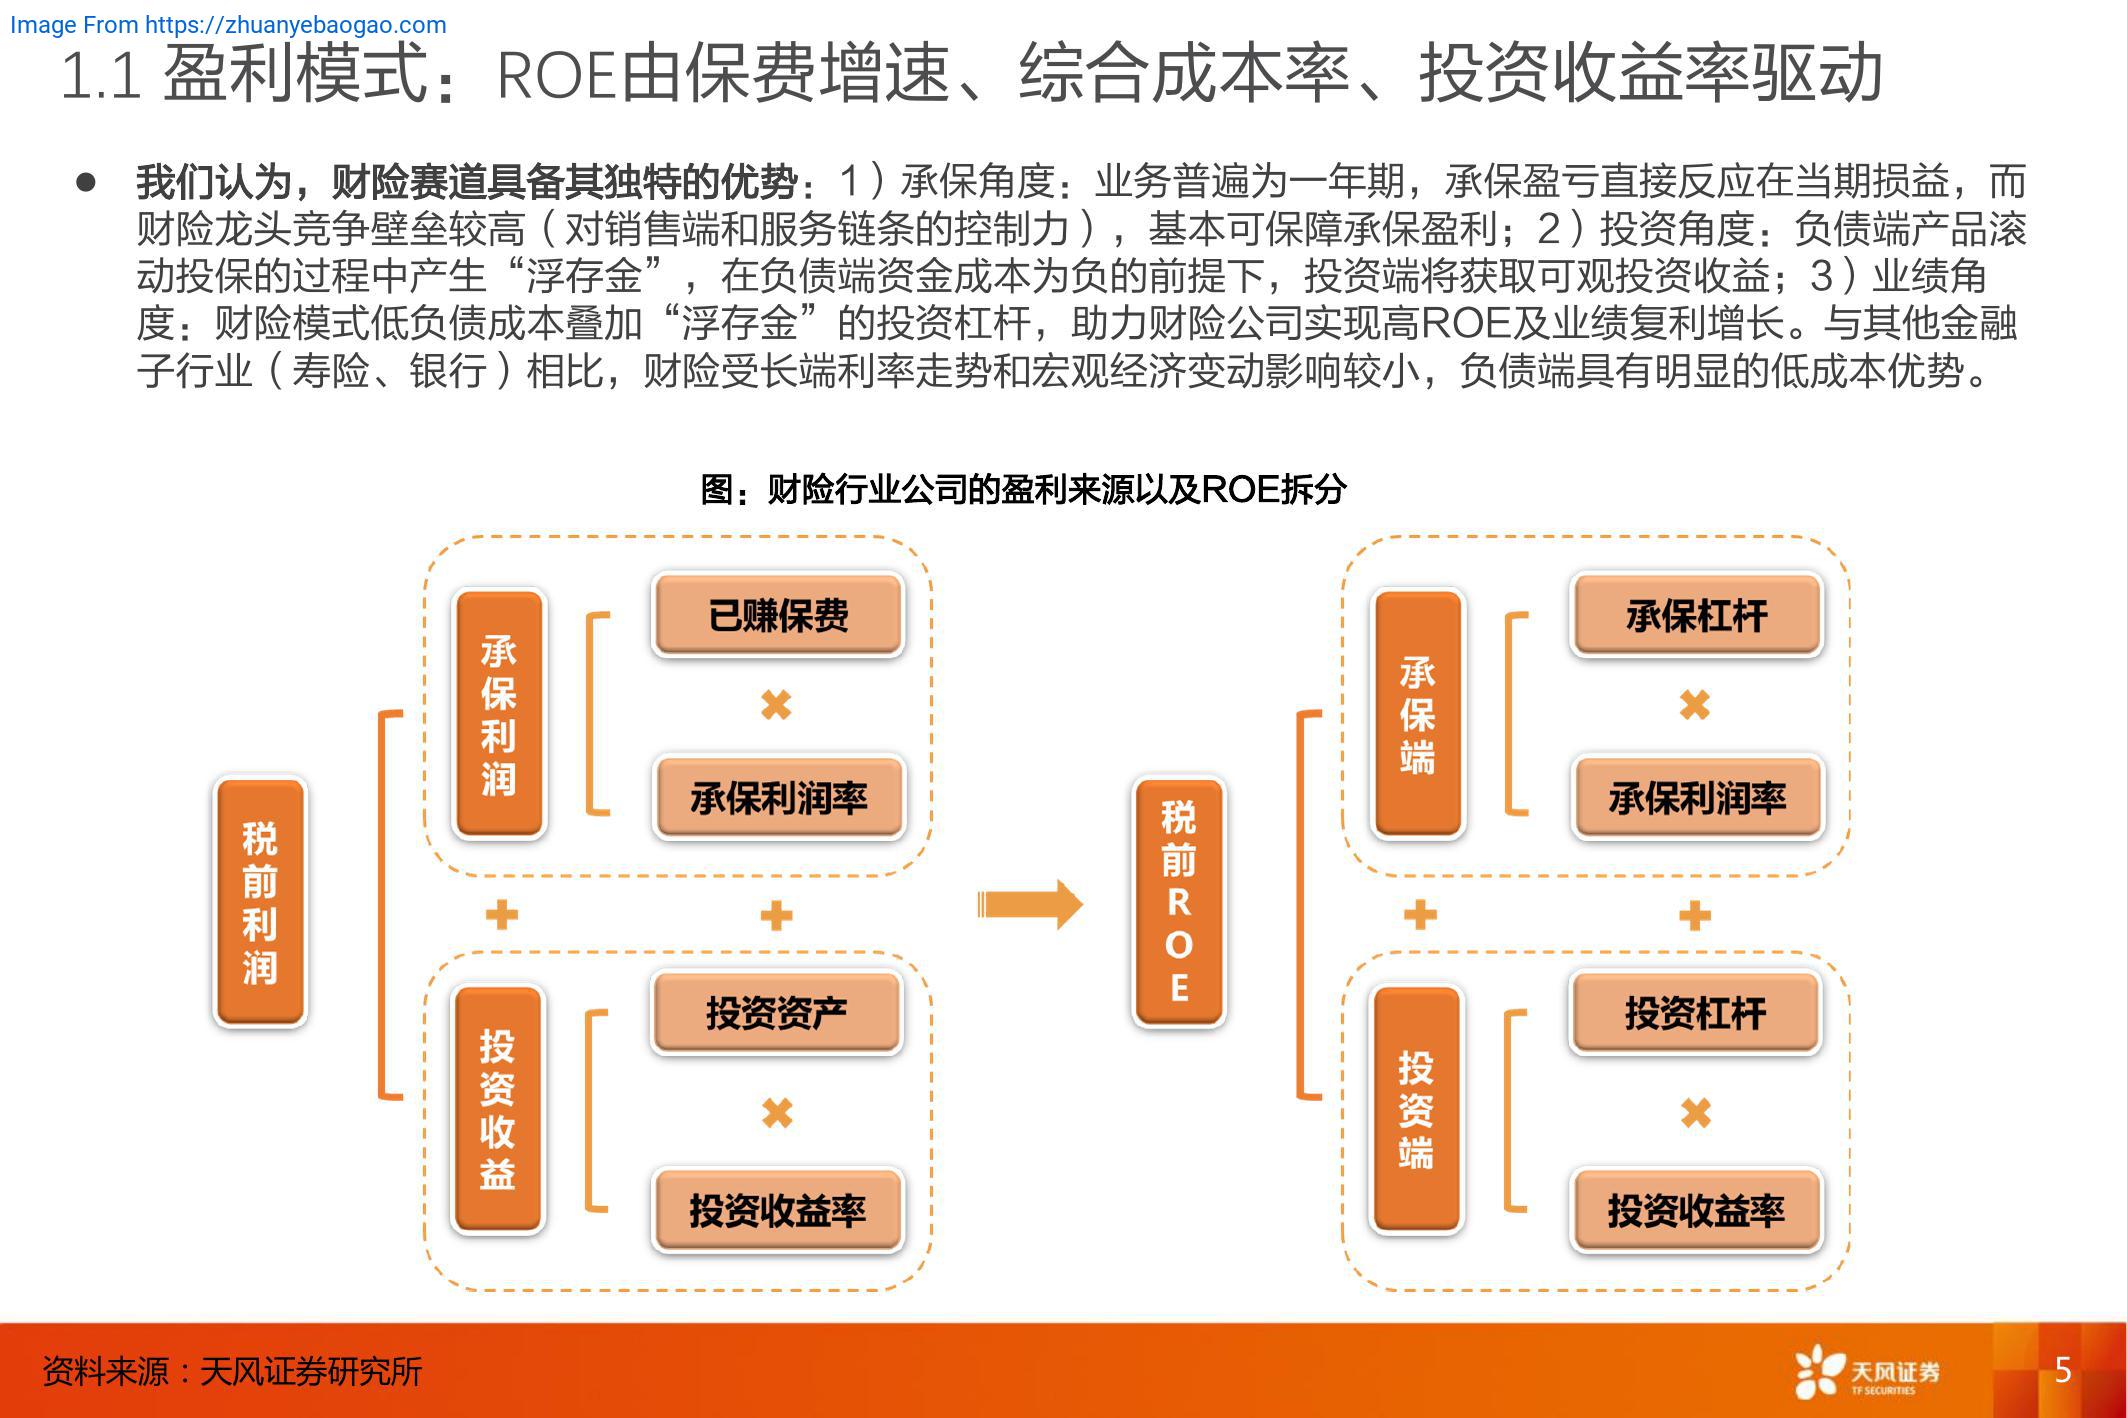 Image From https://zhuanyebaogao.com
1.1 盈利模式：ROE由保费增速、综合成本率、投资收益率驱动
● 我们认为，财险赛道具备其独特的优势：1）承保角度：业务普遍为一年期，承保盈亏直接反应在当期损益，而
财险龙头竞争壁垒较高（对销售端和服务链条的控制力），基本可保障承保盈利；2）投资角度：负债端产品滚
动投保的过程中产生“浮存金”，在负债端资金成本为负的前提下，投资端将获取可观投资收益；3）业绩角
度：财险模式低负债成本叠加“浮存金”的投资杠杆，助力财险公司实现高ROE及业绩复利增长。与其他金融
子行业（寿险、银行）相比，财险受长端利率走势和宏观经济变动影响较小，负债端具有明显的低成本优势。
图：财险行业公司的盈利来源以及ROE拆分
税前利润
承保利润
已赚保费
✖
承保利润率
+
+
投资收益
投资资产
✖
投资收益率
税前ROE
承保端
承保杠杆
✖
承保利润率
+
+
投资端
投资杠杆
✖
投资收益率
资料来源：天风证券研究所
天风证券
TF SECURITIES
5